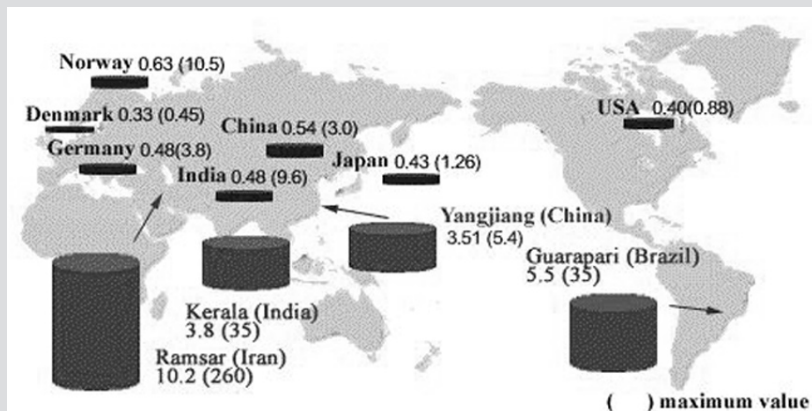 Norway 0.63 (10.5)
Denmark 0.33 (0.45)
Germany 0.48(3.8)
China 0.54 (3.0)
India 0.48 (9.6)
Japan 0.43 (1.26)
USA 0.40(0.88)
Yangjiang (China)
3.51 (5.4)
Guarapari (Brazil)
5.5 (35)
Kerala (India)
3.8 (35)
Ramsar (Iran)
10.2 (260)
( ) maximum value